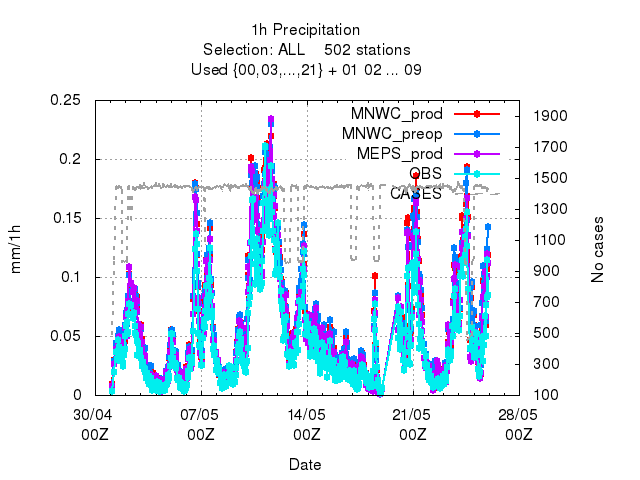 1h Precipitation
Selection: ALL    502 stations
Used {00,03,...,21} + 01 02 ... 09
MNWC_prod
MNWC_preop
MEPS_prod
OBS
CASES
0.25
0.2
0.15
0.1
0.05
0
mm/1h
1900
1700
1500
1300
1100
900
700
500
300
100
No cases
30/04 07/05 14/05 21/05 28/05
00Z 00Z 00Z 00Z 00Z
Date